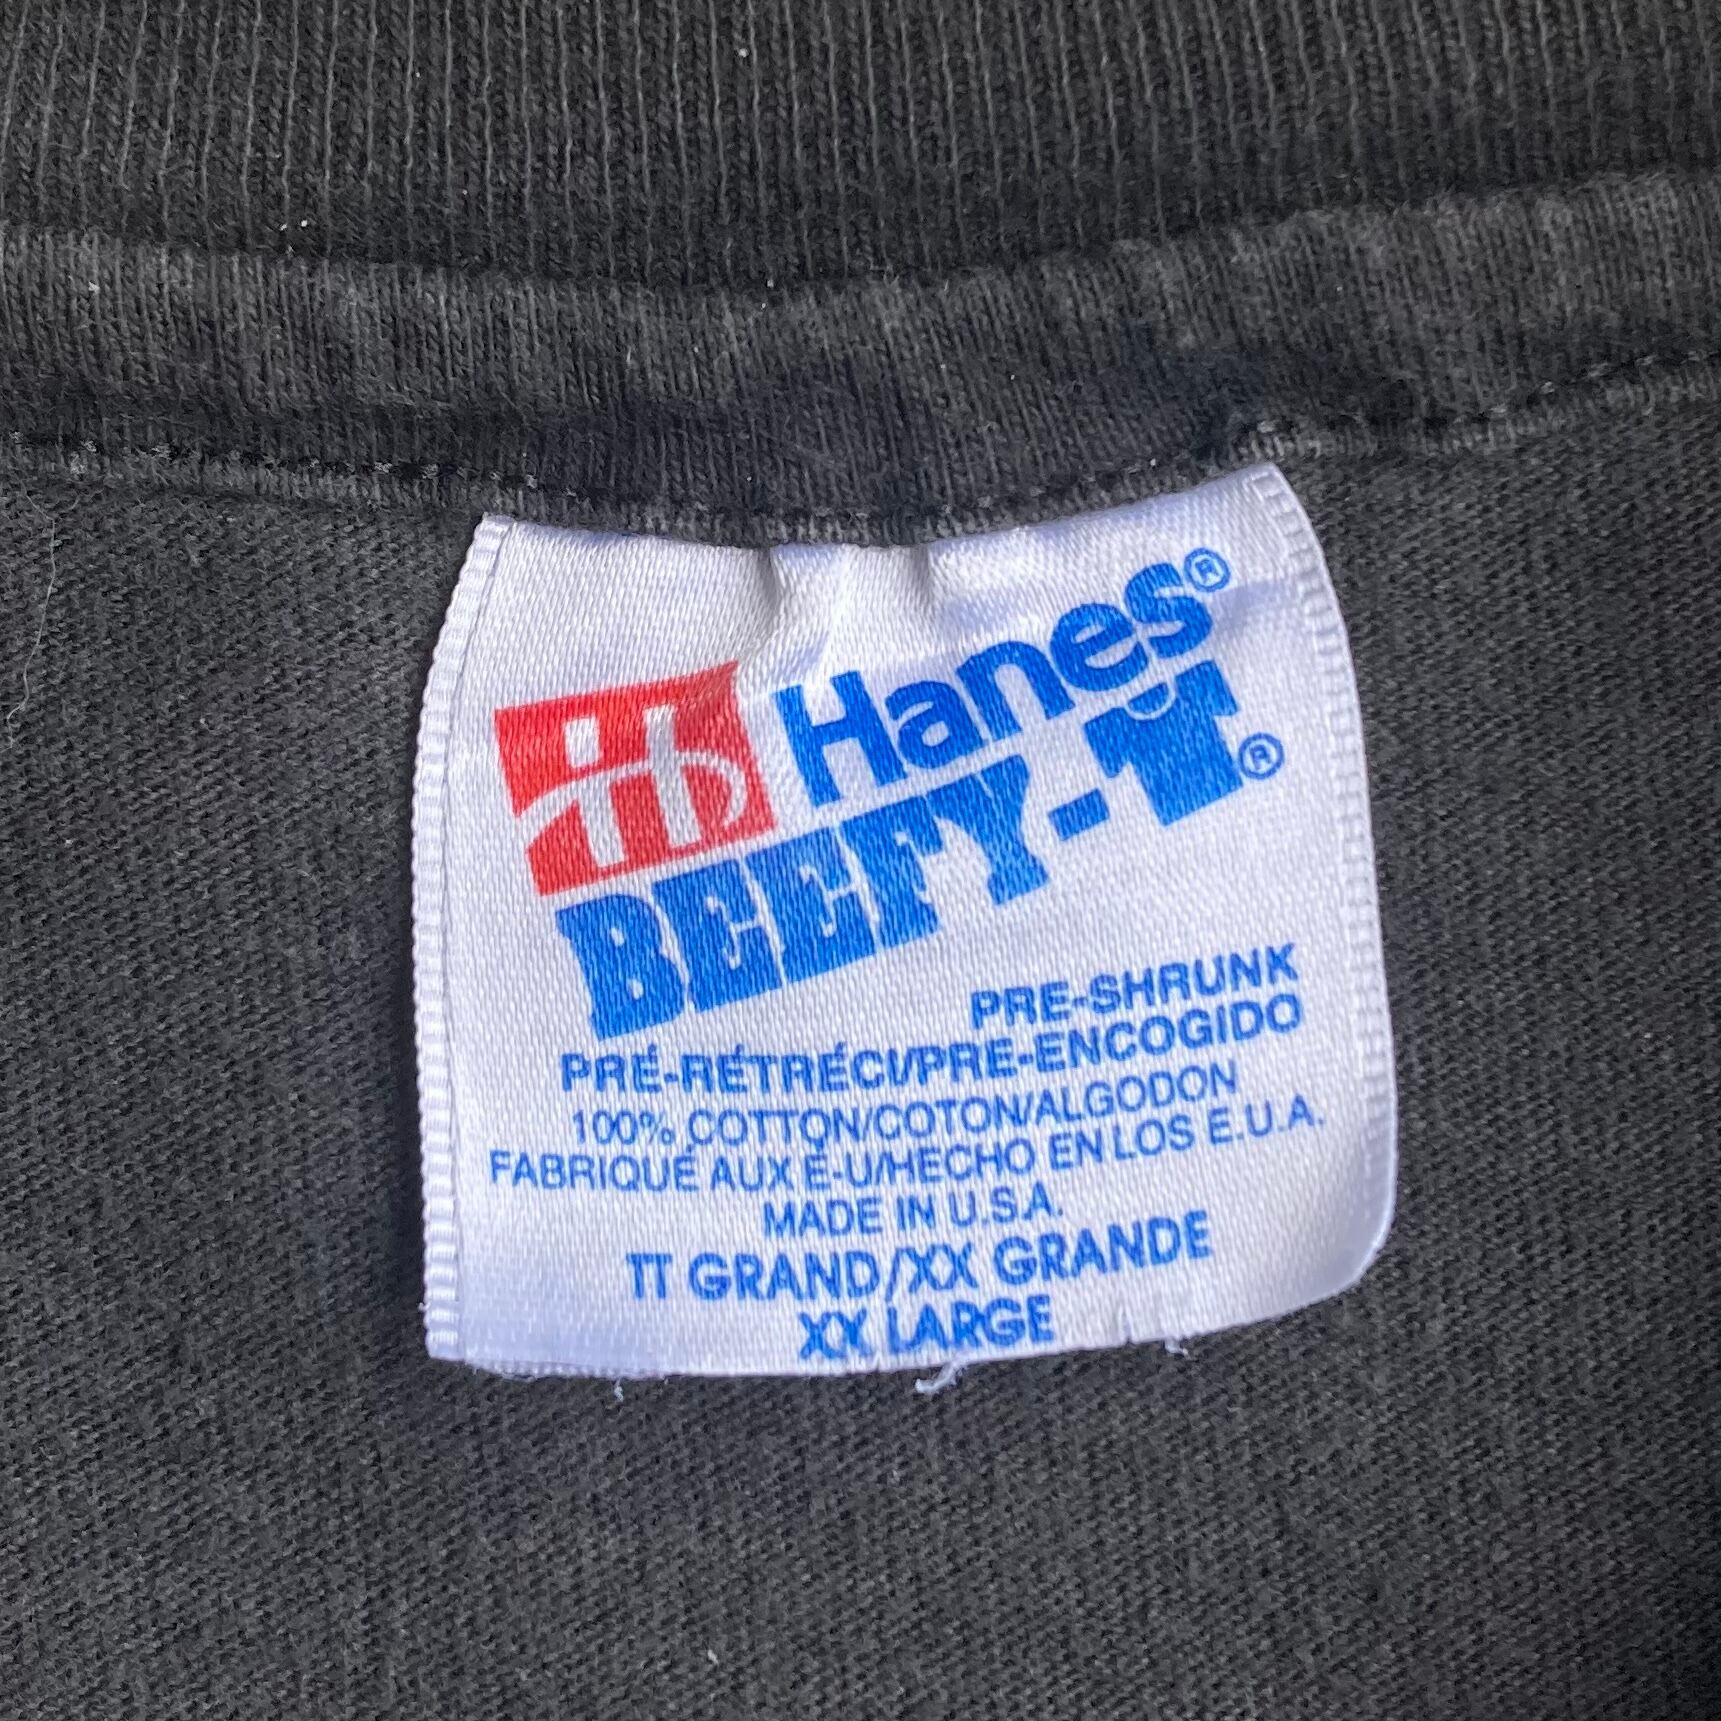 Hanes®
BEEFY-T®
PRE-SHRUNK
PRÉ-RÉTRÉCI/PRE-ENCOGIDO
100% COTTON/COTON/ALGODON
FABRIQUÉ AUX É-U/HECHO EN LOS E.U.A.
MADE IN U.S.A.
TT GRAND/XX GRANDE
XX LARGE